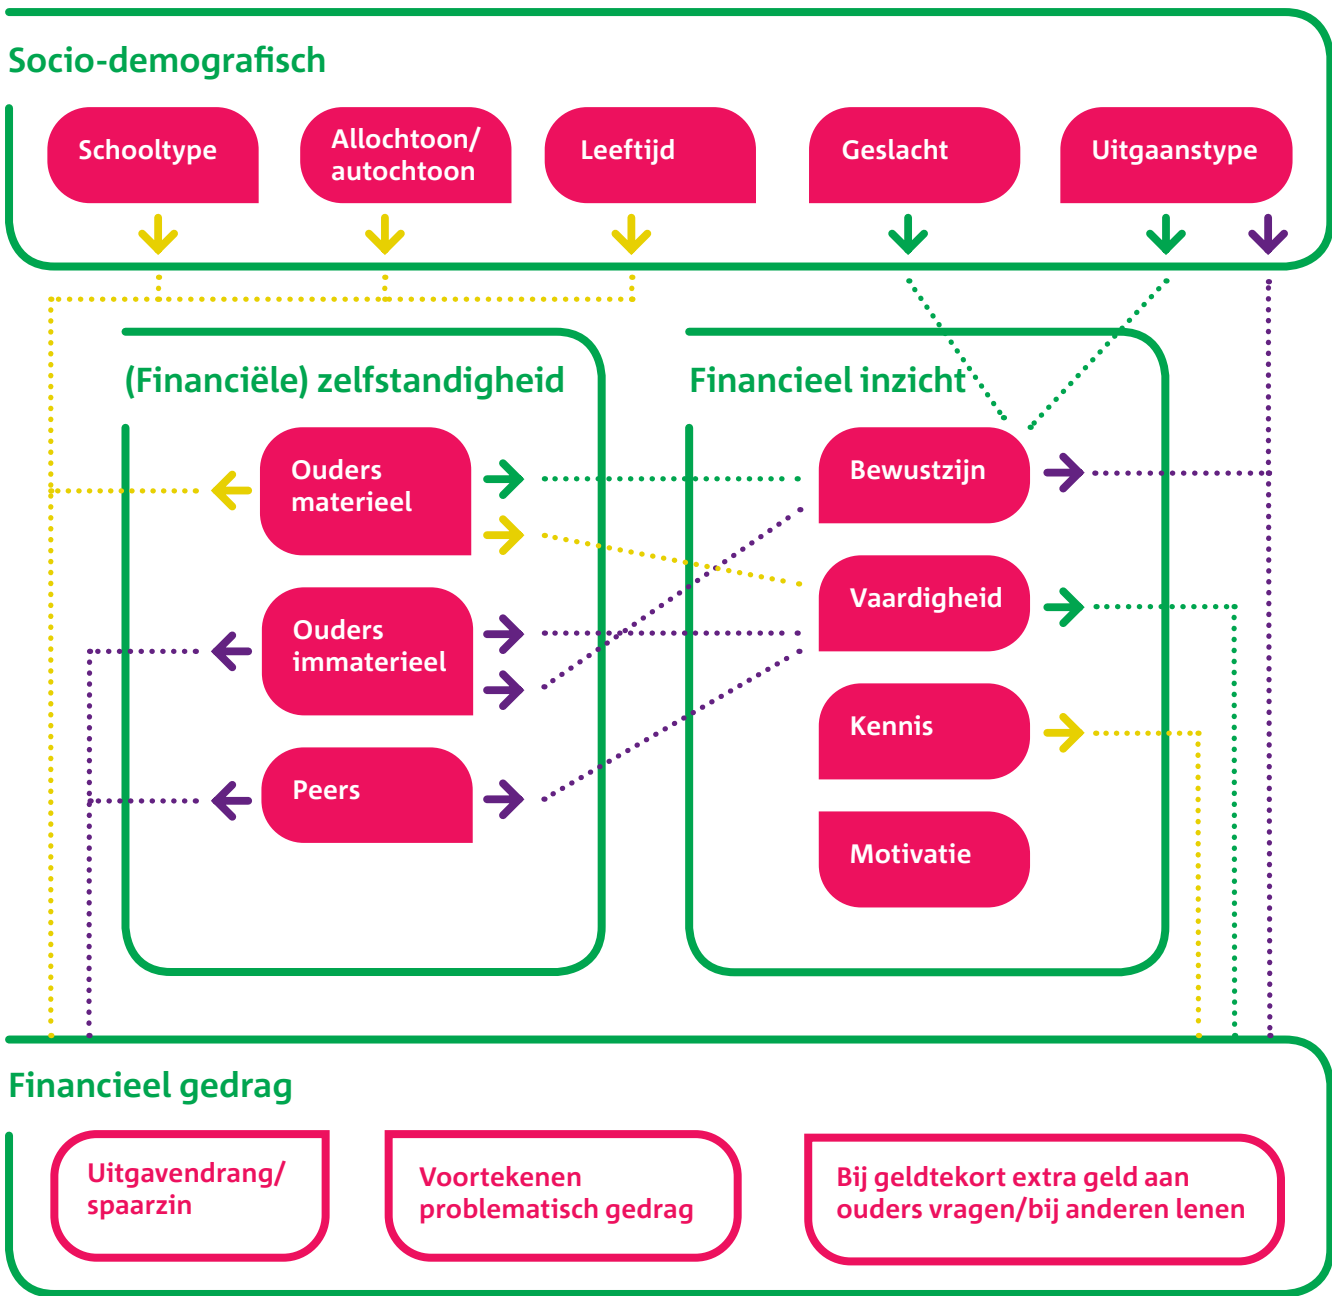 Socio-demografisch
Schooltype
Allochtoon/
autochtoon
Leeftijd
Geslacht
Uitgaanstype
(Financiële) zelfstandigheid
Ouders
materieel
Ouders
immaterieel
Peers
Financieel inzicht
Bewustzijn
Vaardigheid
Kennis
Motivatie
Financieel gedrag
Uitgavendrang/
spaarzin
Voortekenen
problematisch gedrag
Bij geldtekort extra geld aan
ouders vragen/bij anderen lenen